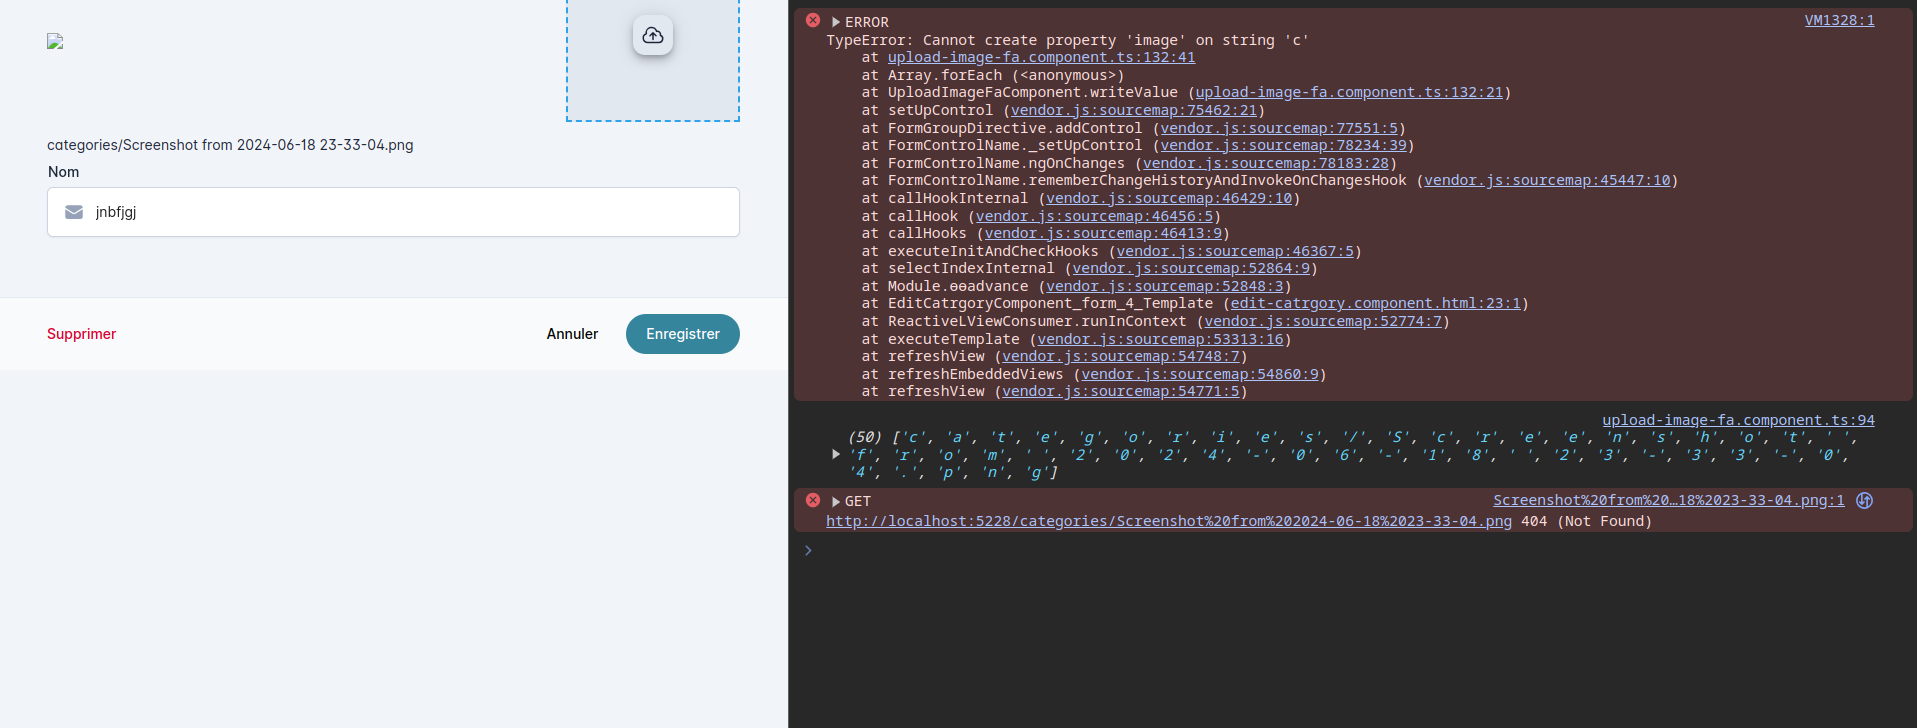 categories/Screenshot from 2024-06-18 23-33-04.png
Nom
jnbfjgj
Supprimer
Annuler
Enregistrer
ERROR VM1328:1
TypeError: Cannot create property 'image' on string 'c'
at upload-image-fa.component.ts:132:41
at Array.forEach (<anonymous>)
at UploadImageFaComponent.writeValue (upload-image-fa.component.ts:132:21)
at setUpControl (vendor.js:sourcemap:75462:21)
at FormGroupDirective.addControl (vendor.js:sourcemap:77551:5)
at FormControlName._setUpControl (vendor.js:sourcemap:78234:39)
at FormControlName.ngOnChanges (vendor.js:sourcemap:78183:28)
at FormControlName.rememberChangeHistoryAndInvokeOnChangesHook (vendor.js:sourcemap:45447:10)
at callHookInternal (vendor.js:sourcemap:46429:10)
at callHook (vendor.js:sourcemap:46456:5)
at callHooks (vendor.js:sourcemap:46413:9)
at executeInitAndCheckHooks (vendor.js:sourcemap:46367:5)
at selectIndexInternal (vendor.js:sourcemap:52864:9)
at Module.ɵɵadvance (vendor.js:sourcemap:52848:3)
at EditCatrgoryComponent_form_4_Template (edit-catrgory.component.html:23:1)
at ReactiveLViewConsumer.runInContext (vendor.js:sourcemap:52774:7)
at executeTemplate (vendor.js:sourcemap:53313:16)
at refreshView (vendor.js:sourcemap:54748:7)
at refreshEmbeddedViews (vendor.js:sourcemap:54860:9)
at refreshView (vendor.js:sourcemap:54771:5)
upload-image-fa.component.ts:94
(50) ['c', 'a', 't', 'e', 'g', 'o', 'r', 'i', 'e', 's', '/', 'S', 'c', 'r', 'e', 'e', 'n', 's', 'h', 'o', 't', ' ',
'f', 'r', 'o', 'm', ' ', '2', '0', '2', '4', '-', '0', '6', '-', '1', '8', ' ', '2', '3', '-', '3', '3', '-', '0',
'4', '.', 'p', 'n', 'g']
GET Screenshot%20from%20…18%2023-33-04.png:1
http://localhost:5228/categories/Screenshot%20from%202024-06-18%2023-33-04.png 404 (Not Found)